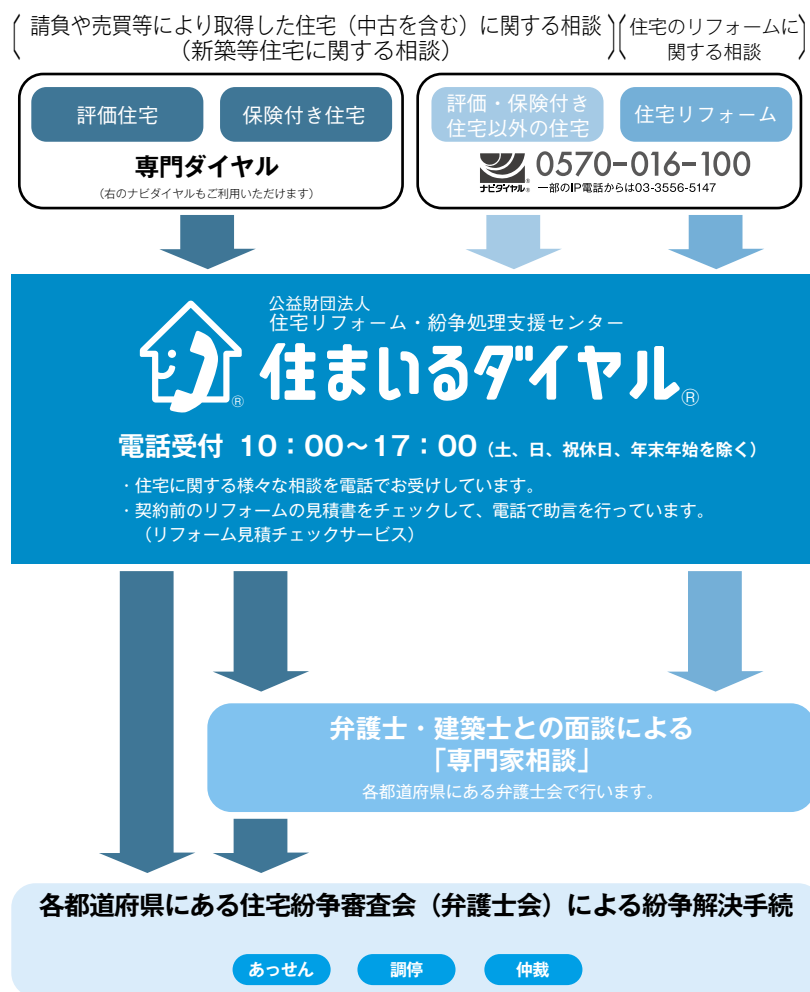 請負や売買等により取得した住宅（中古を含む）に関する相談
（新築等住宅に関する相談）
住宅のリフォームに
関する相談
評価住宅
保険付き住宅
専門ダイヤル
（右のナビダイヤルもご利用いただけます）
評価・保険付き
住宅以外の住宅
住宅リフォーム
ナビダイヤル®
0570-016-100
一部のIP電話からは03-3556-5147
公益財団法人
住宅リフォーム・紛争処理支援センター
住まいるダイヤル®
電話受付 10：00～17：00（土、日、祝休日、年末年始を除く）
・住宅に関する様々な相談を電話でお受けしています。
・契約前のリフォームの見積書をチェックして、電話で助言を行っています。
（リフォーム見積チェックサービス）
弁護士・建築士との面談による
「専門家相談」
各都道府県にある弁護士会で行います。
各都道府県にある住宅紛争審査会（弁護士会）による紛争解決手続
あっせん
調停
仲裁